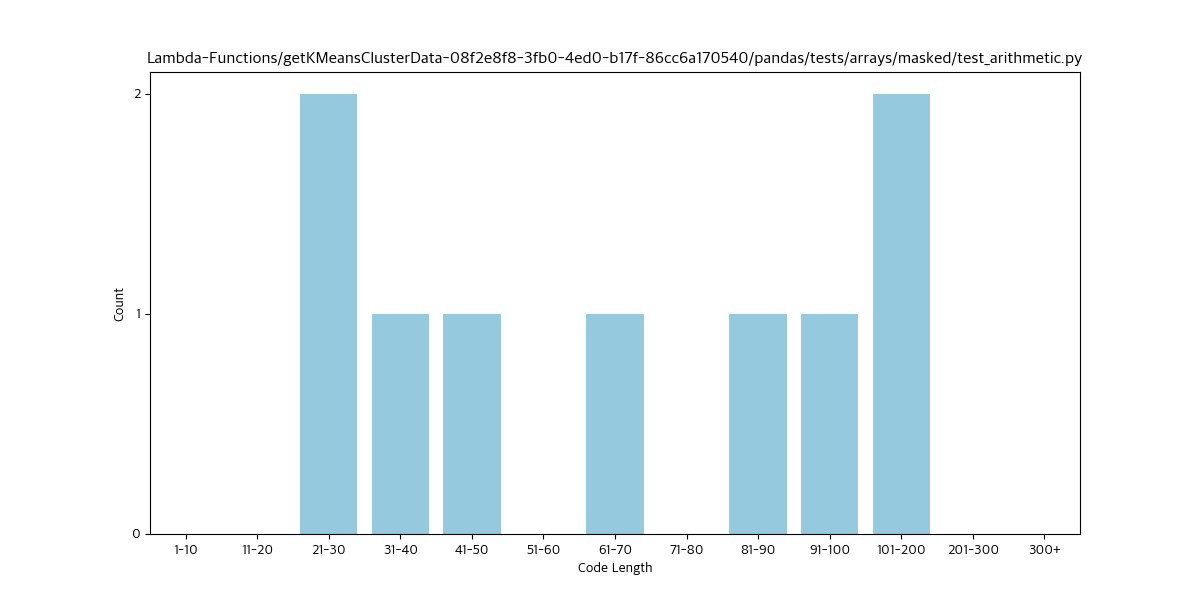 Lambda-Functions/getKMeansClusterData-08f2e8f8-3fb0-4ed0-b17f-86cc6a170540/pandas/tests/arrays/masked/test_arithmetic.py
2
1
0
Count
1-10 11-20 21-30 31-40 41-50 51-60 61-70 71-80 81-90 91-100 101-200 201-300 300+
Code Length